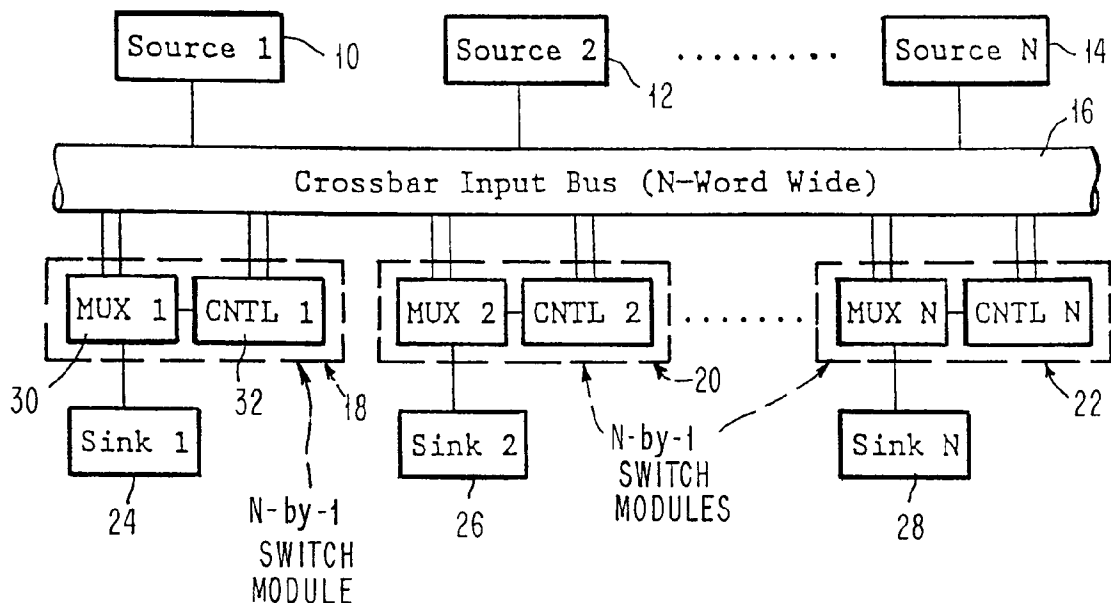 Source 1
10
Source 2
12
.........
Source N
14
16
Crossbar Input Bus (N-Word Wide)
MUX 1
CNTL 1
MUX 2
CNTL 2
.......
MUX N
CNTL N
30
32
18
20
22
Sink 1
Sink 2
Sink N
24
26
28
N-by-1
SWITCH
MODULE
N-by-1
SWITCH
MODULES